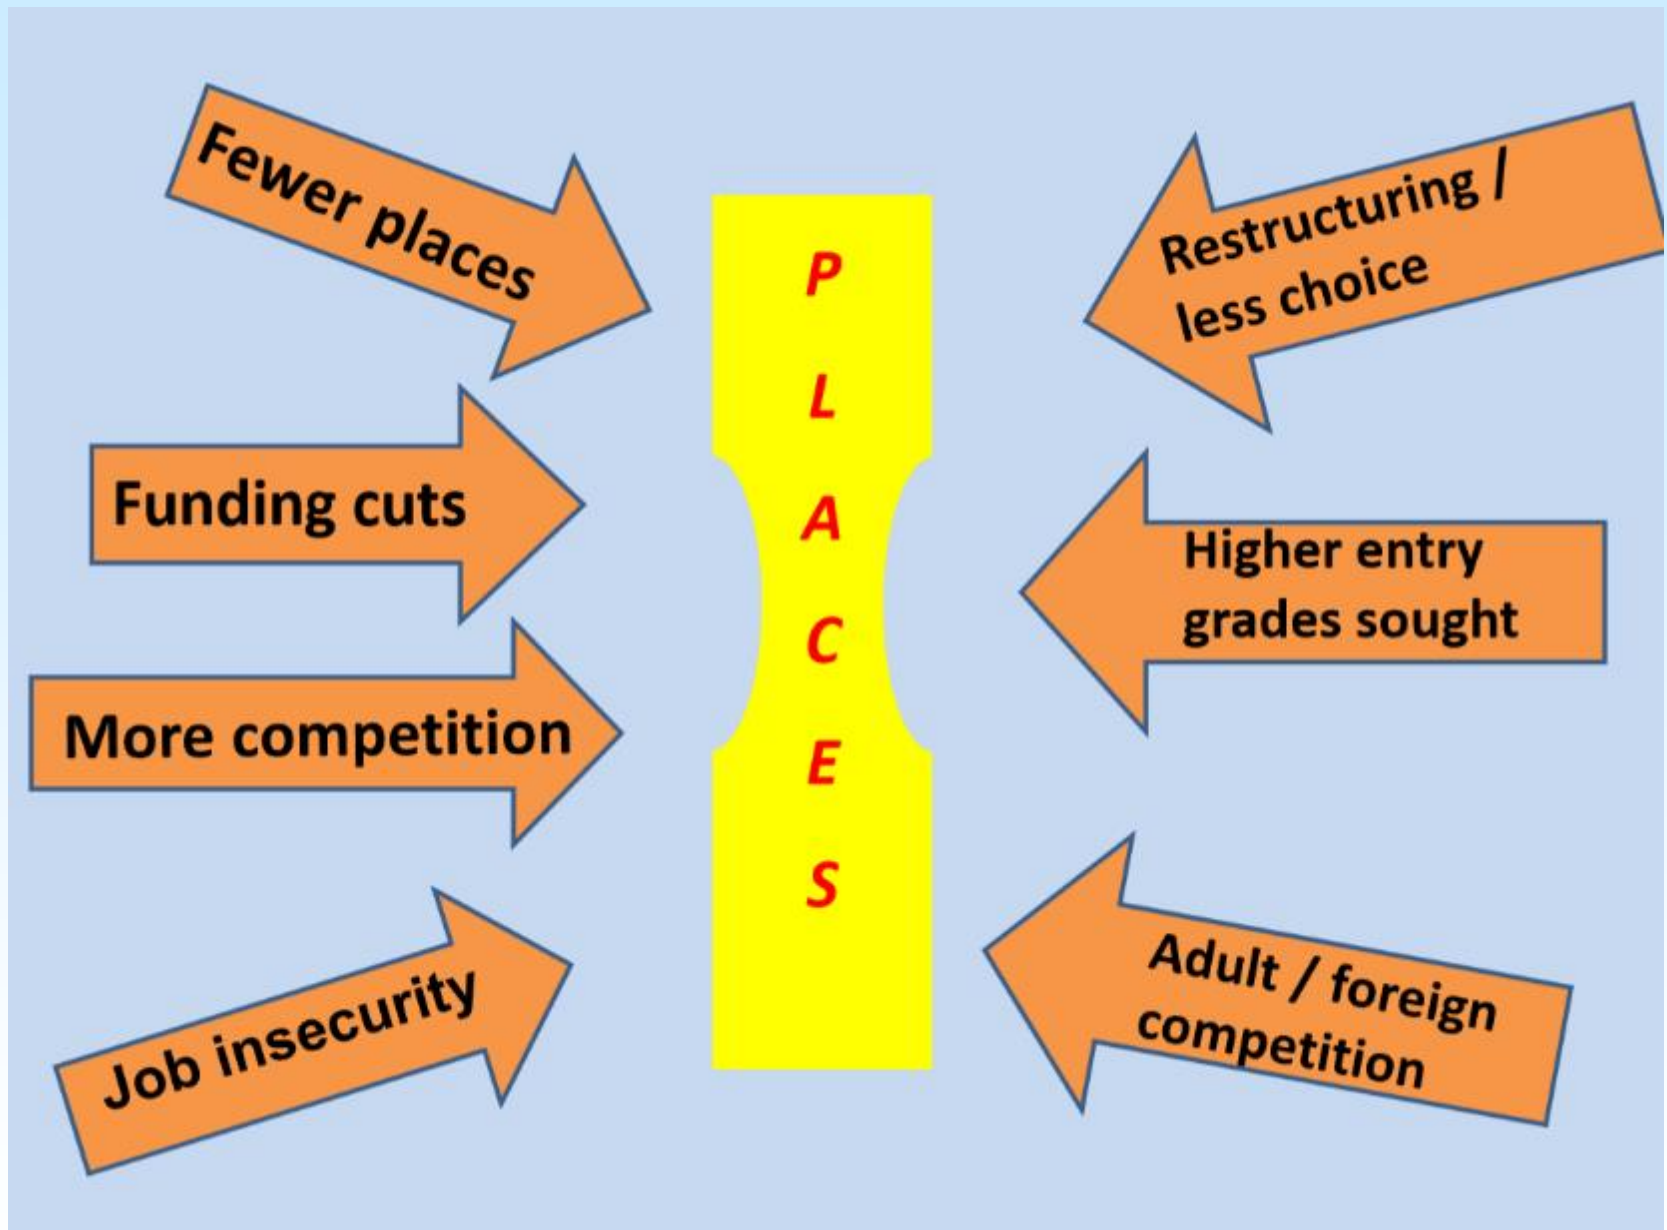 Fewer places
Funding cuts
More competition
Job insecurity
P
L
A
C
E
S
Restructuring /
less choice
Higher entry
grades sought
Adult / foreign
competition